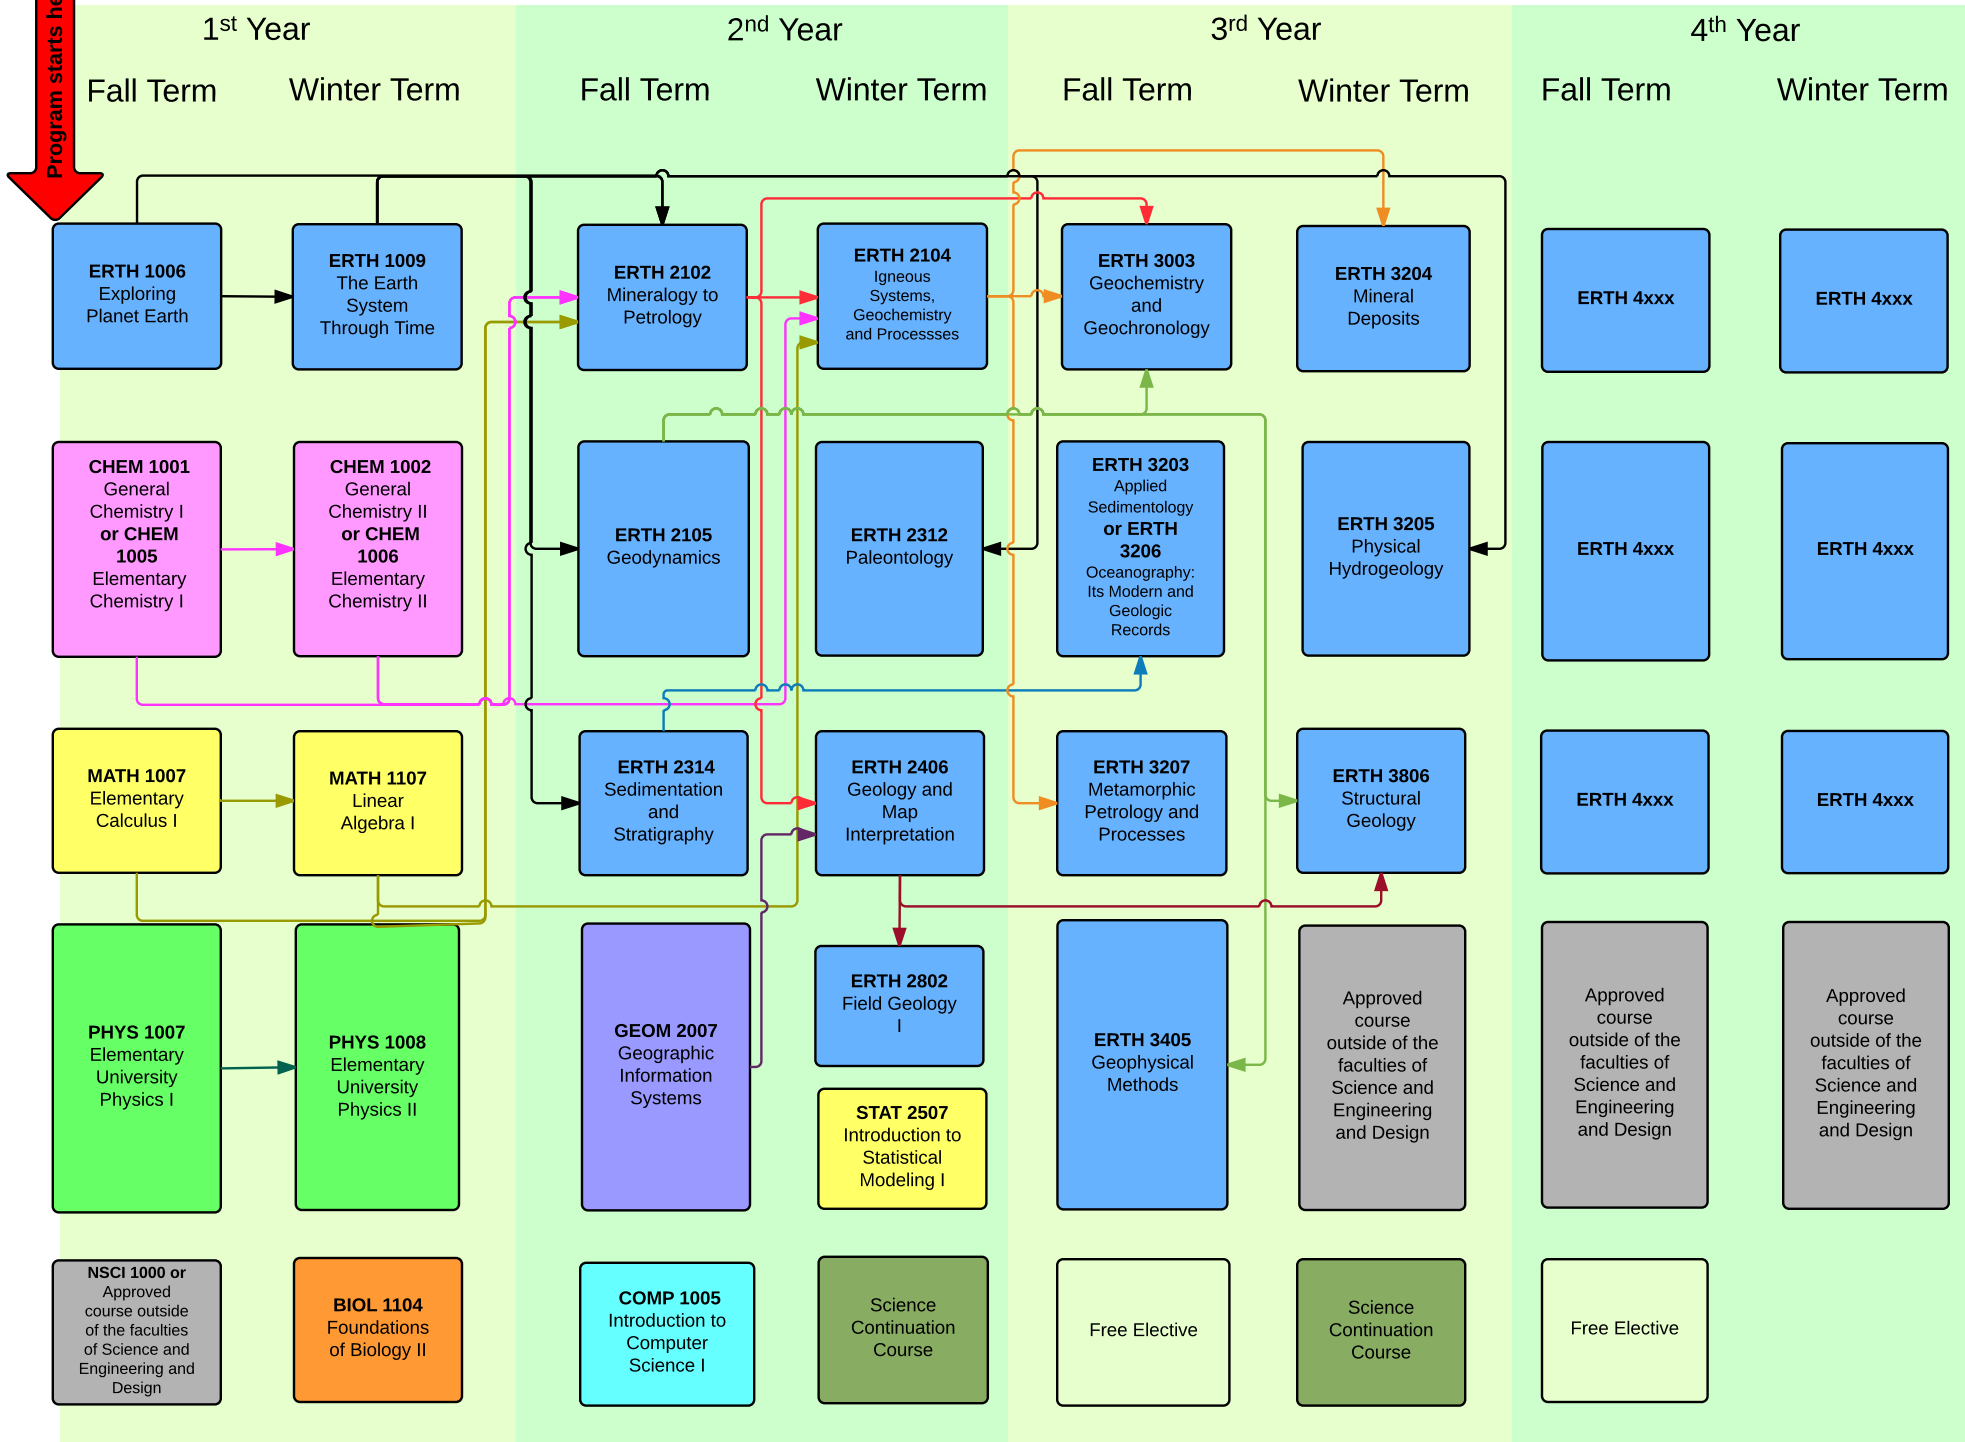 Program starts he
1st Year
2nd Year
3rd Year
4th Year
Fall Term
Winter Term
Fall Term
Winter Term
Fall Term
Winter Term
Fall Term
Winter Term
ERTH 1006
Exploring
Planet Earth
ERTH 1009
The Earth
System
Through Time
ERTH 2102
Mineralogy to
Petrology
ERTH 2104
Igneous
Systems,
Geochemistry
and Processses
ERTH 3003
Geochemistry
and
Geochronology
ERTH 3204
Mineral
Deposits
ERTH 4xxx
ERTH 4xxx
CHEM 1001
General
Chemistry I
or CHEM
1005
Elementary
Chemistry I
CHEM 1002
General
Chemistry II
or CHEM
1006
Elementary
Chemistry II
ERTH 2105
Geodynamics
ERTH 2312
Paleontology
ERTH 3203
Applied
Sedimentology
or ERTH
3206
Oceanography:
Its Modern and
Geologic
Records
ERTH 3205
Physical
Hydrogeology
ERTH 4xxx
ERTH 4xxx
MATH 1007
Elementary
Calculus I
MATH 1107
Linear
Algebra I
ERTH 2314
Sedimentation
and
Stratigraphy
ERTH 2406
Geology and
Map
Interpretation
ERTH 3207
Metamorphic
Petrology and
Processes
ERTH 3806
Structural
Geology
ERTH 4xxx
ERTH 4xxx
PHYS 1007
Elementary
University
Physics I
PHYS 1008
Elementary
University
Physics II
GEOM 2007
Geographic
Information
Systems
ERTH 2802
Field Geology
I
STAT 2507
Introduction to
Statistical
Modeling I
ERTH 3405
Geophysical
Methods
Approved
course
outside of the
faculties of
Science and
Engineering
and Design
Approved
course
outside of the
faculties of
Science and
Engineering
and Design
Approved
course
outside of the
faculties of
Science and
Engineering
and Design
NSCI 1000 or
Approved
course outside
of the faculties
of Science and
Engineering and
Design
BIOL 1104
Foundations
of Biology II
COMP 1005
Introduction to
Computer
Science I
Science
Continuation
Course
Free Elective
Science
Continuation
Course
Free Elective